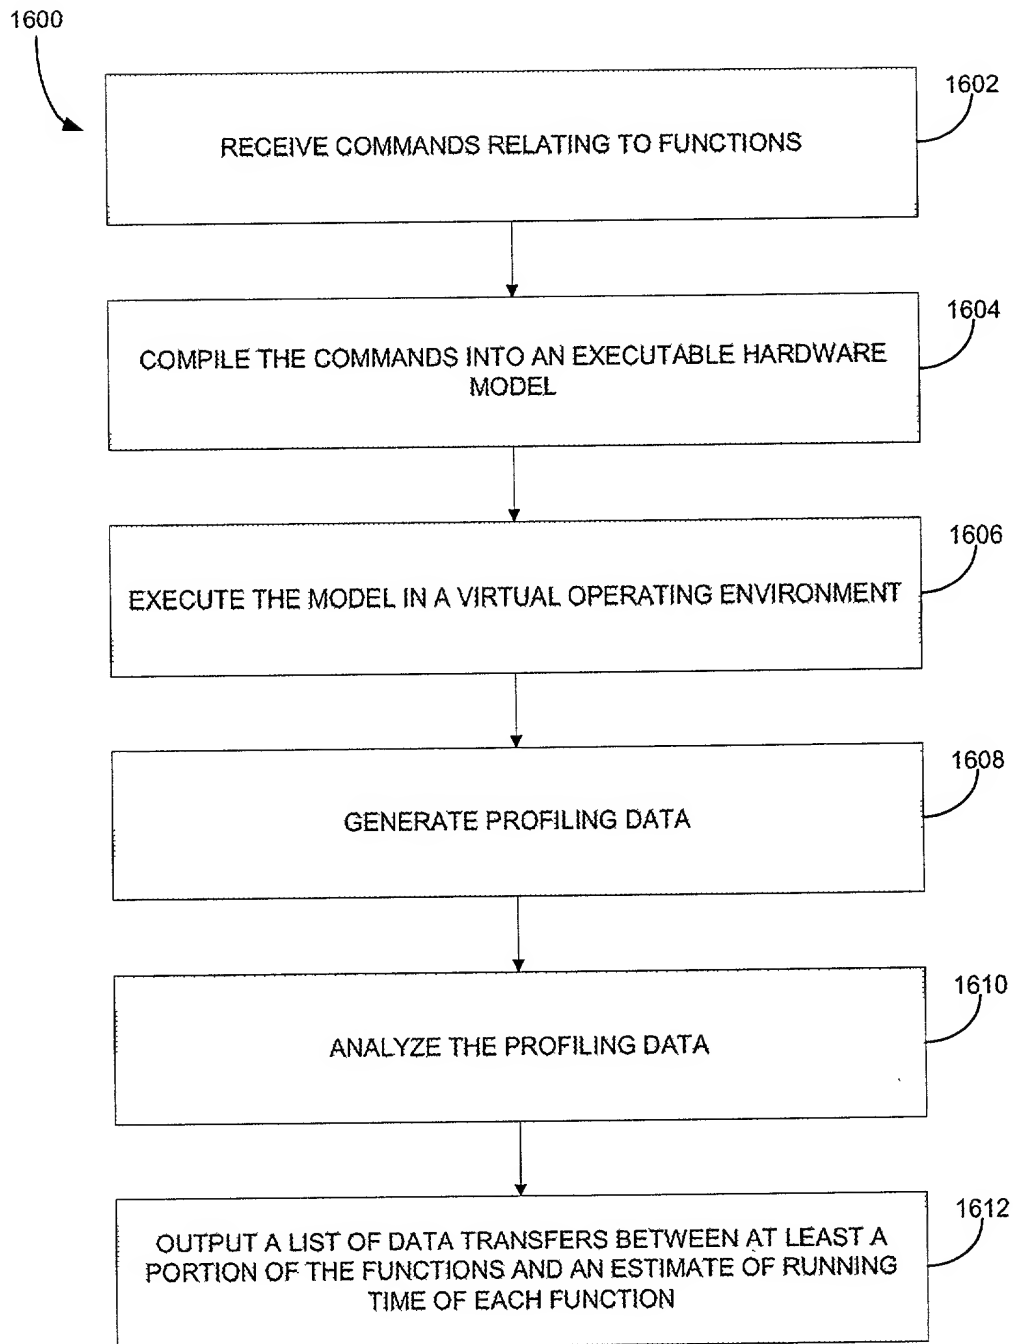 1600
1602
RECEIVE COMMANDS RELATING TO FUNCTIONS
1604
COMPILE THE COMMANDS INTO AN EXECUTABLE HARDWARE
MODEL
1606
EXECUTE THE MODEL IN A VIRTUAL OPERATING ENVIRONMENT
1608
GENERATE PROFILING DATA
1610
ANALYZE THE PROFILING DATA
1612
OUTPUT A LIST OF DATA TRANSFERS BETWEEN AT LEAST A
PORTION OF THE FUNCTIONS AND AN ESTIMATE OF RUNNING
TIME OF EACH FUNCTION